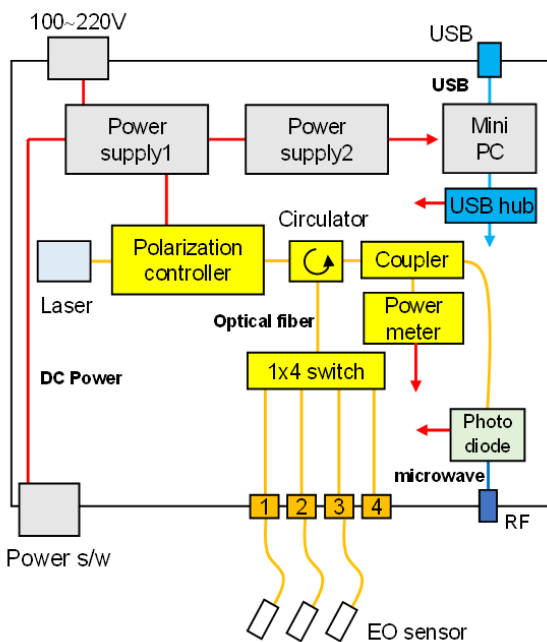 100~220V
USB
USB
Power
supply1
Power
supply2
Mini
PC
USB hub
Circulator
Polarization
controller
Coupler
Laser
Optical fiber
Power
meter
1x4 switch
DC Power
Photo
diode
microwave
1
2
3
4
RF
Power s/w
EO sensor